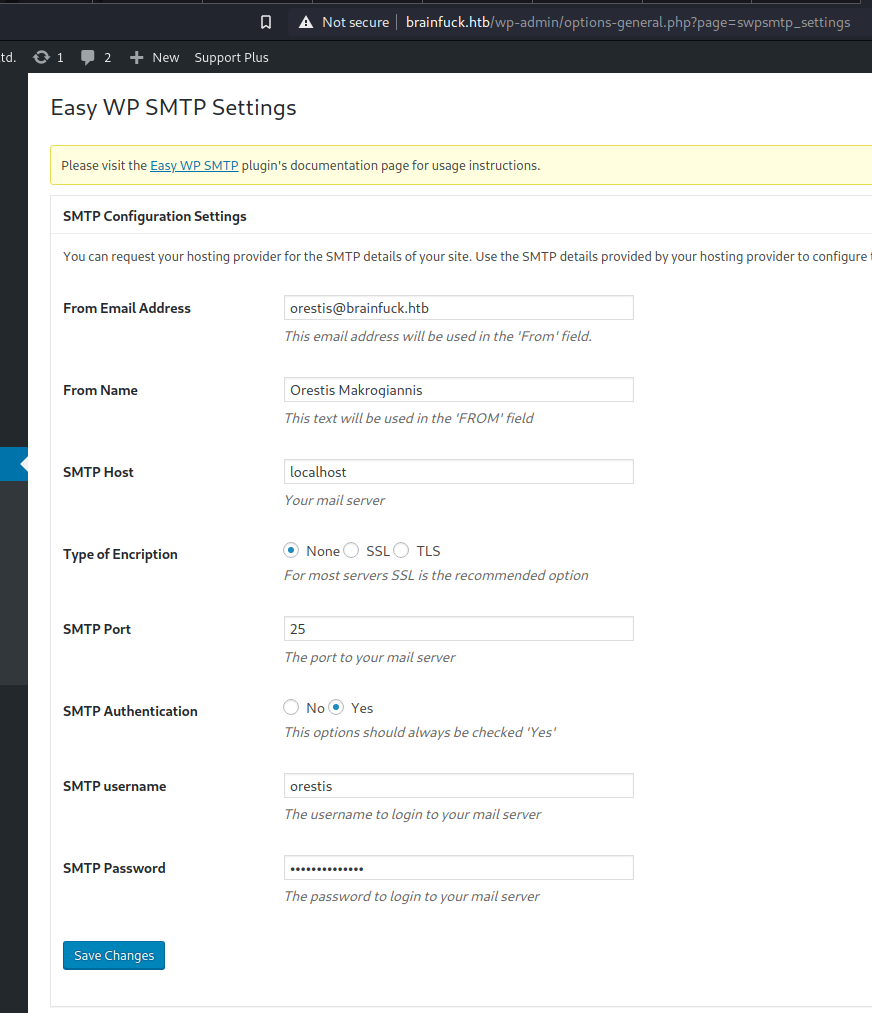 Not secure | brainfuck.htb/wp-admin/options-general.php?page=swpsmtp_settings
td. 1 2 New Support Plus
Easy WP SMTP Settings
Please visit the Easy WP SMTP plugin's documentation page for usage instructions.
SMTP Configuration Settings
You can request your hosting provider for the SMTP details of your site. Use the SMTP details provided by your hosting provider to configure
From Email Address orestis@brainfuck.htb
This email address will be used in the 'From' field.
From Name Orestis Makrogiannis
This text will be used in the 'FROM' field
SMTP Host localhost
Your mail server
Type of Encription None SSL TLS
For most servers SSL is the recommended option
SMTP Port 25
The port to your mail server
SMTP Authentication No Yes
This options should always be checked 'Yes'
SMTP username orestis
The username to login to your mail server
SMTP Password ••••••••••••••
The password to login to your mail server
Save Changes